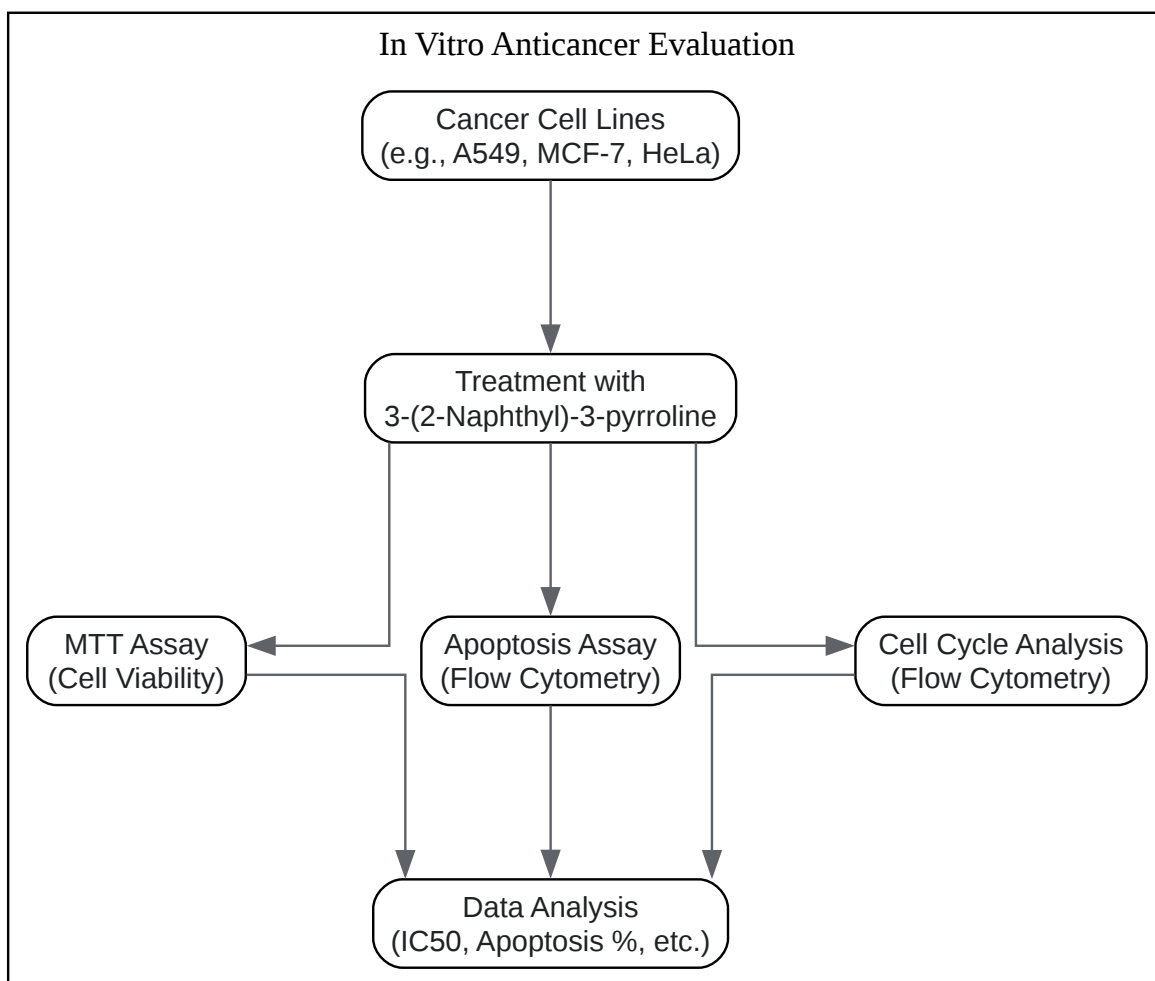 In Vitro Anticancer Evaluation
Cancer Cell Lines
(e.g., A549, MCF-7, HeLa)
Treatment with
3-(2-Naphthyl)-3-pyrroline
MTT Assay
(Cell Viability)
Apoptosis Assay
(Flow Cytometry)
Cell Cycle Analysis
(Flow Cytometry)
Data Analysis
(IC50, Apoptosis %, etc.)